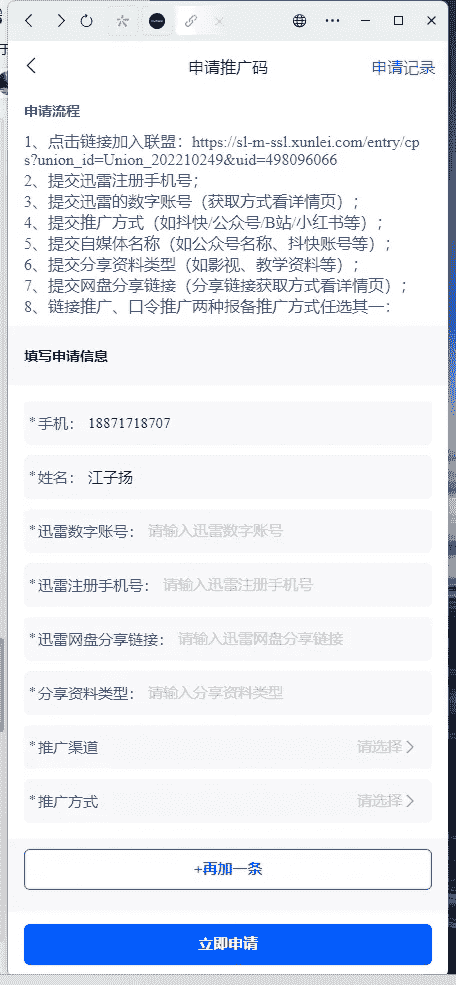 申请推广码
申请记录
申请流程
1、点击链接加入联盟：https://sl-m-ssl.xunlei.com/entry/cp
s?union_id=Union_202210249&uid=498096066
2、提交迅雷注册手机号；
3、提交迅雷的数字账号（获取方式看详情页）；
4、提交推广方式（如抖快/公众号/B站/小红书等）；
5、提交自媒体名称（如公众号名称、抖快账号等）；
6、提交分享资料类型（如影视、教学资料等）；
7、提交网盘分享链接（分享链接获取方式看详情页）；
8、链接推广、口令推广两种报备推广方式任选其一：
填写申请信息
*手机： 18871718707
*姓名： 江子扬
*迅雷数字账号： 请输入迅雷数字账号
*迅雷注册手机号： 请输入迅雷注册手机号
*迅雷网盘分享链接： 请输入迅雷网盘分享链接
*分享资料类型： 请输入分享资料类型
*推广渠道 请选择
*推广方式 请选择
+再加一条
立即申请